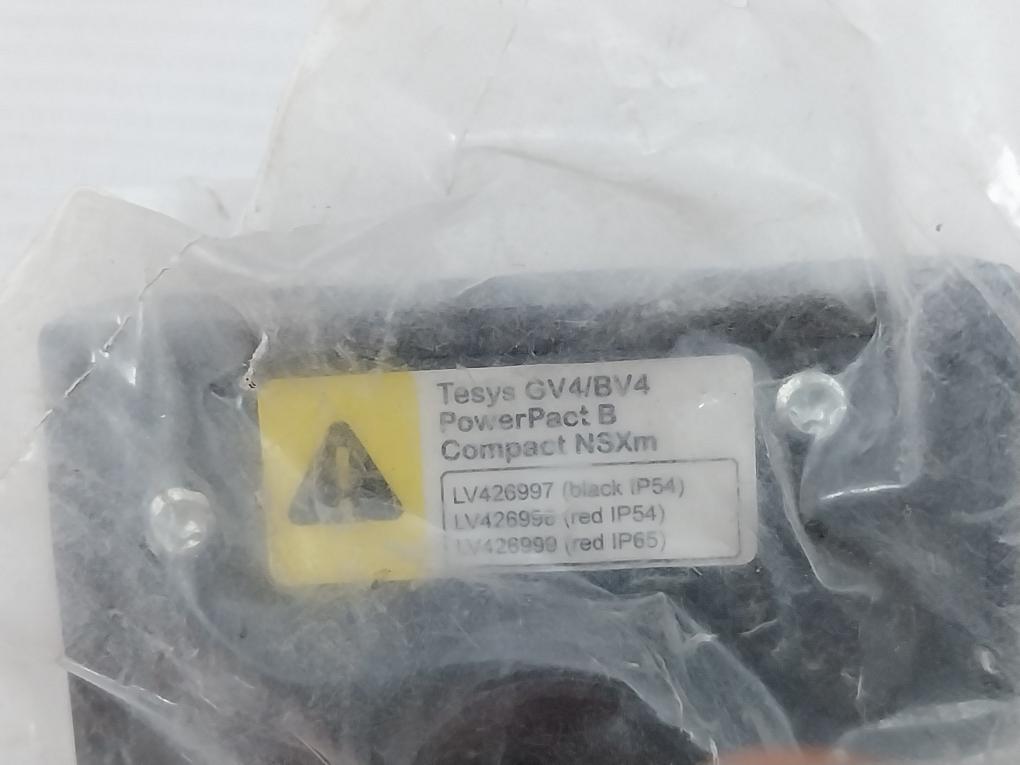 Tesys GV4/BV4
PowerPact B
Compact NSXm
LV426997 (black IP54)
LV426998 (red IP54)
LV426999 (red IP65)